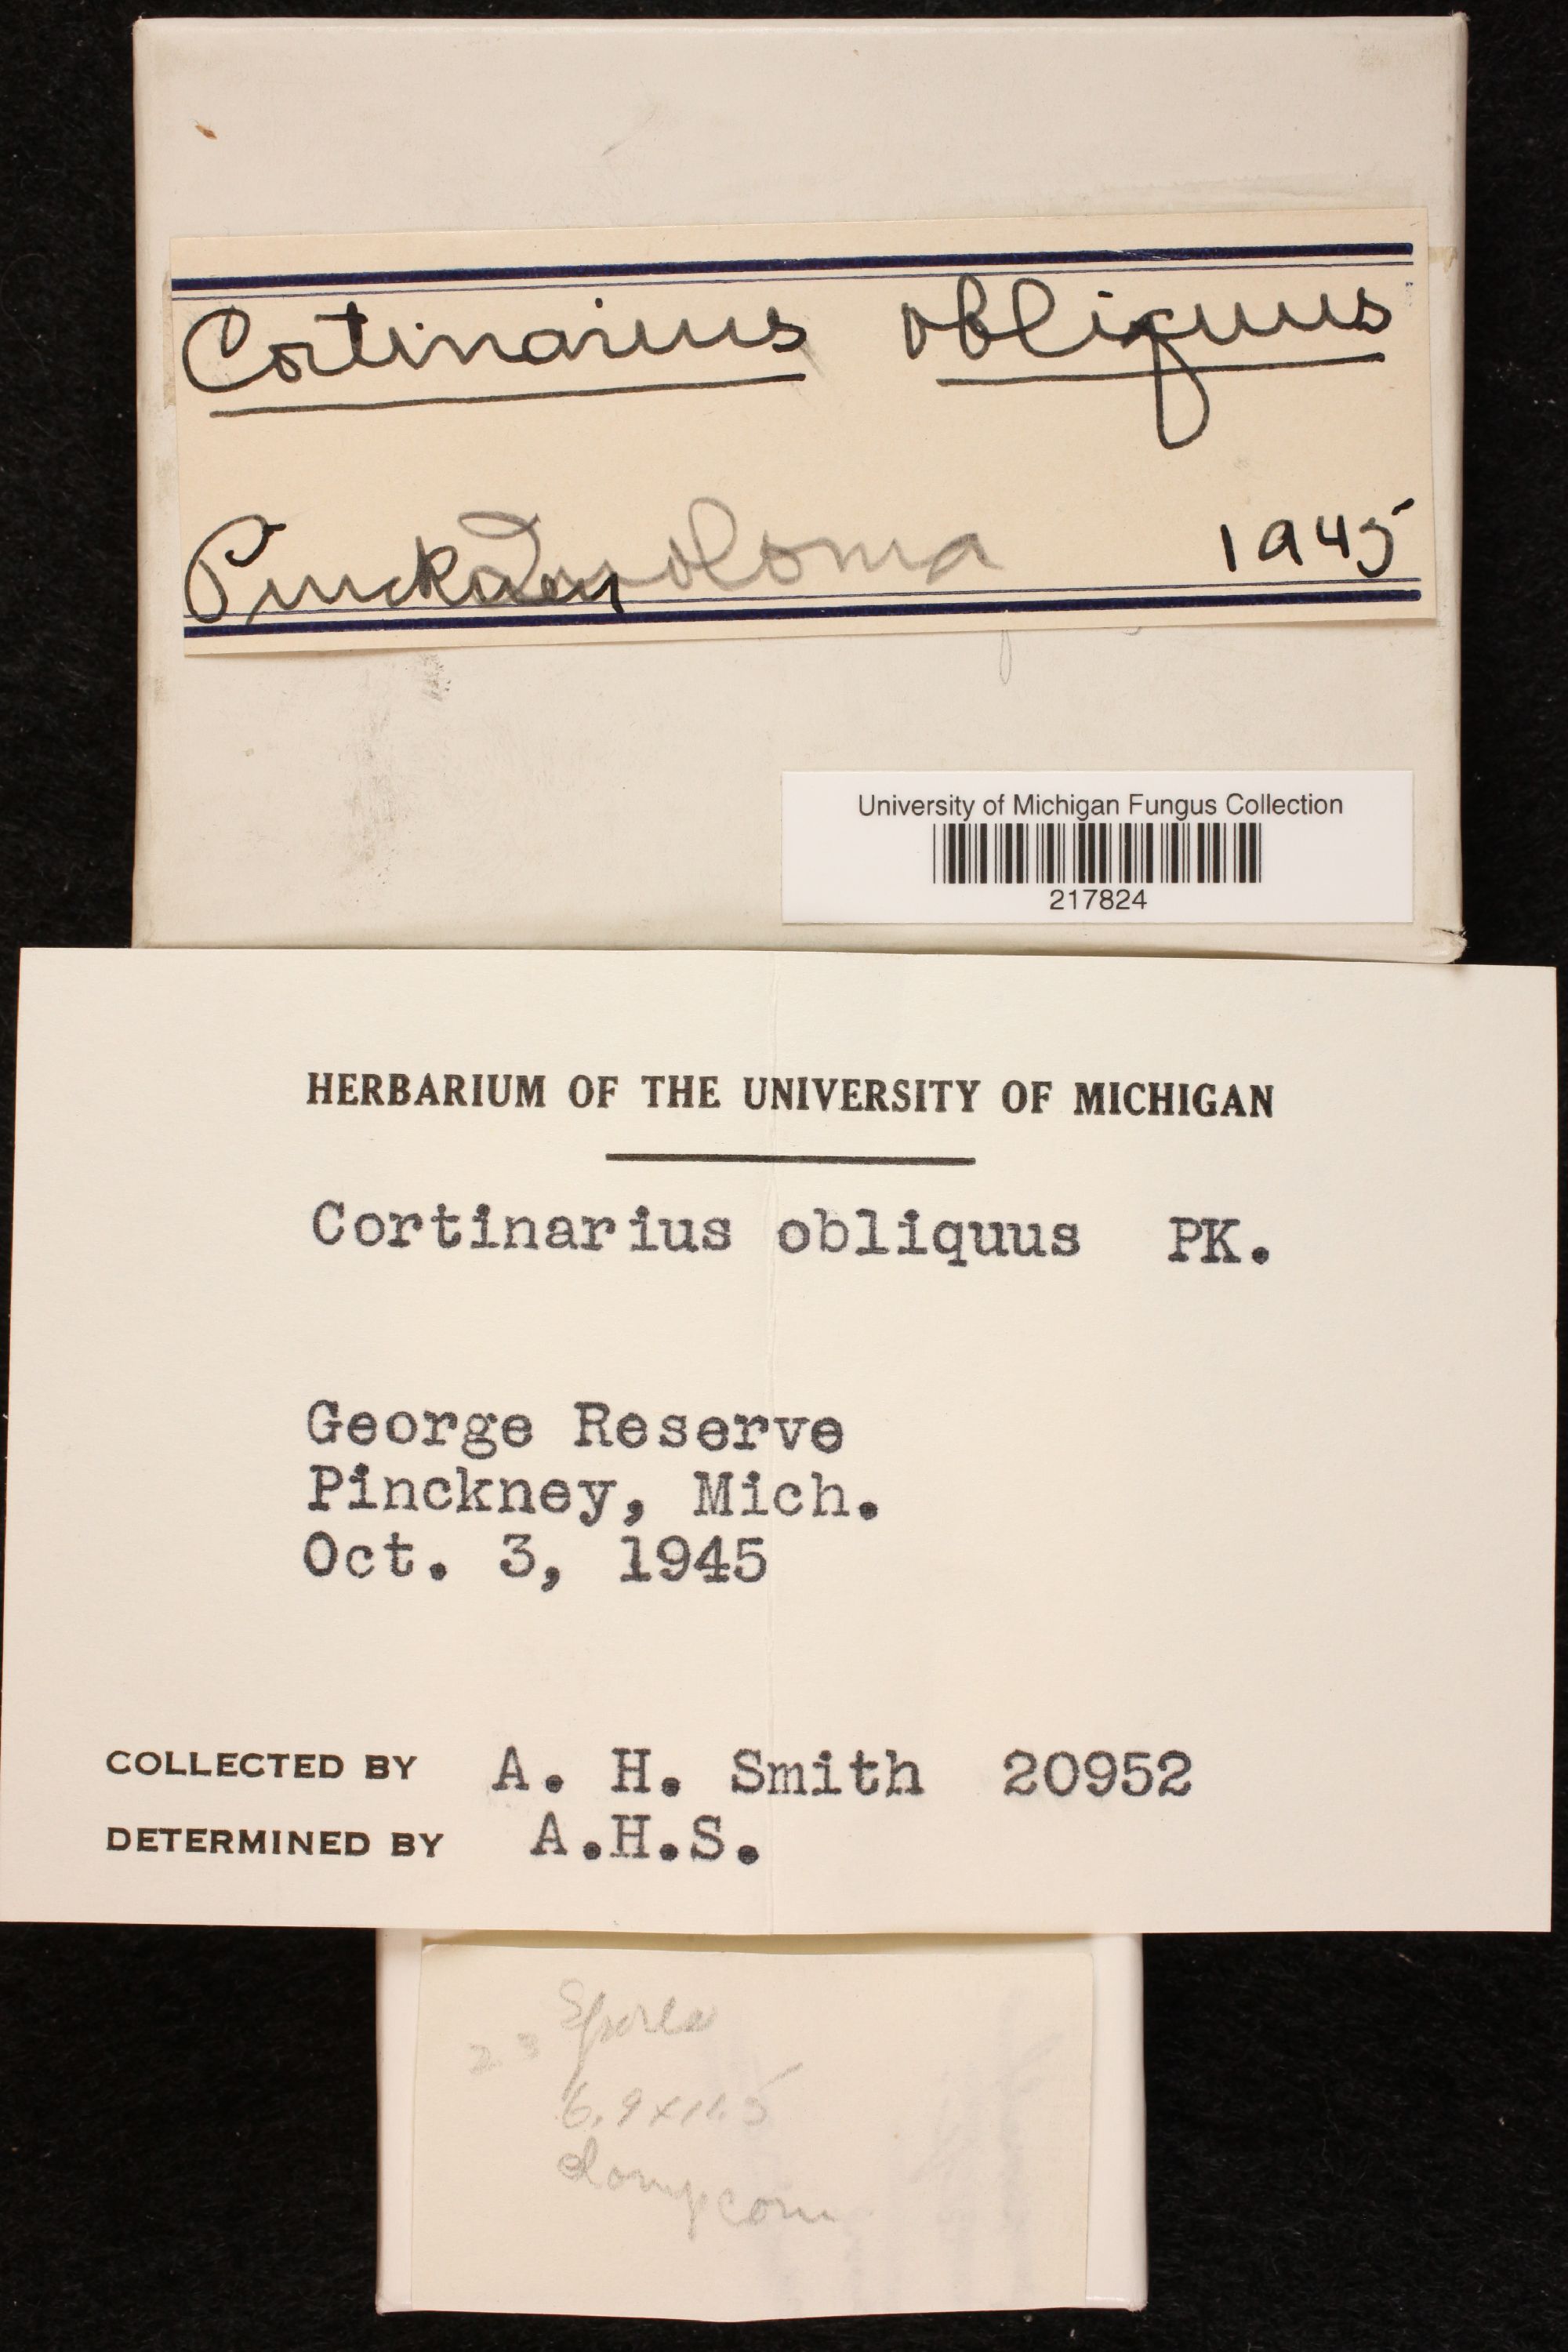 Cortinarius obliquus
1945
University of Michigan Fungus Collection
217824
HERBARIUM OF THE UNIVERSITY OF MICHIGAN
Cortinarius obliquus PK.
George Reserve
Pinckney, Mich.
Oct. 3, 1945
COLLECTED BY A. H. Smith 20952
DETERMINED BY A.H.S.
Spores